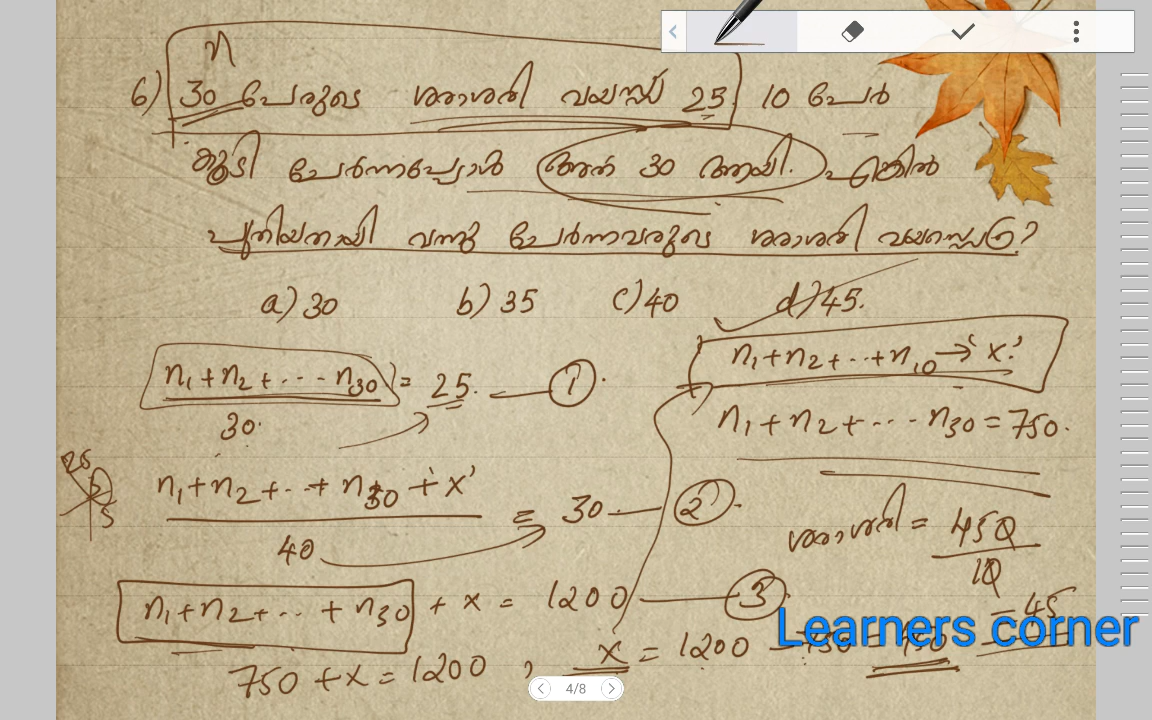 n
6) 30 പേരുടെ ശരാശരി വയസ്സ് 25. 10 പേർ
കൂടി ചേർന്നപ്പോൾ അത് 30 ആയി. എങ്കിൽ
പുതിയതായി വന്നു ചേർന്നവരുടെ ശരാശരി വയസ്സെത്ര?
a) 30 b) 35 c) 40 d) 45.
n1+n2+...n30 / 30 = 25. — 1
n1+n2+..+n10 → 'x'
n1+n2+...n30 = 750.
n1+n2+..+n30 + 'x' / 40 = 30 — 2
ശരാശരി = 450 / 10
= 45
n1+n2+..+n30 + x = 1200 — 3
750 + x = 1200 , x = 1200 - 750 = 450
Learners corner
4/8